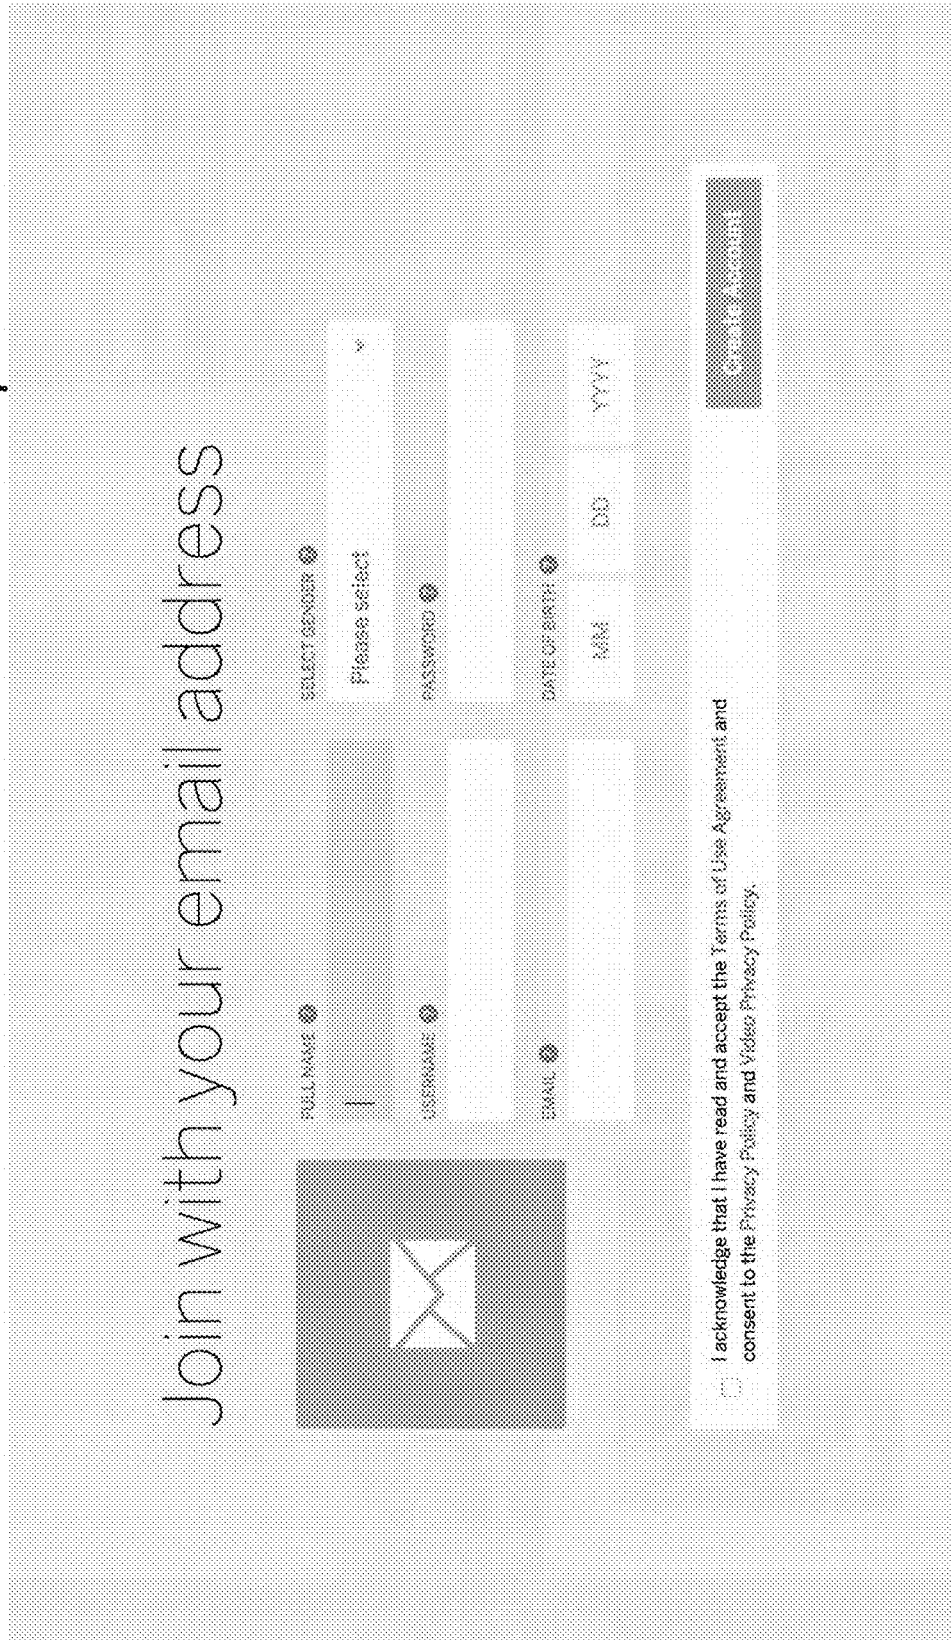 Join with your email address
FULL NAME
SELECT GENDER
Please select
USERNAME
PASSWORD
EMAIL
DATE OF BIRTH
MM DD YYYY
I acknowledge that I have read and accept the Terms of Use Agreement and
consent to the Privacy Policy and Video Privacy Policy.
Create Account